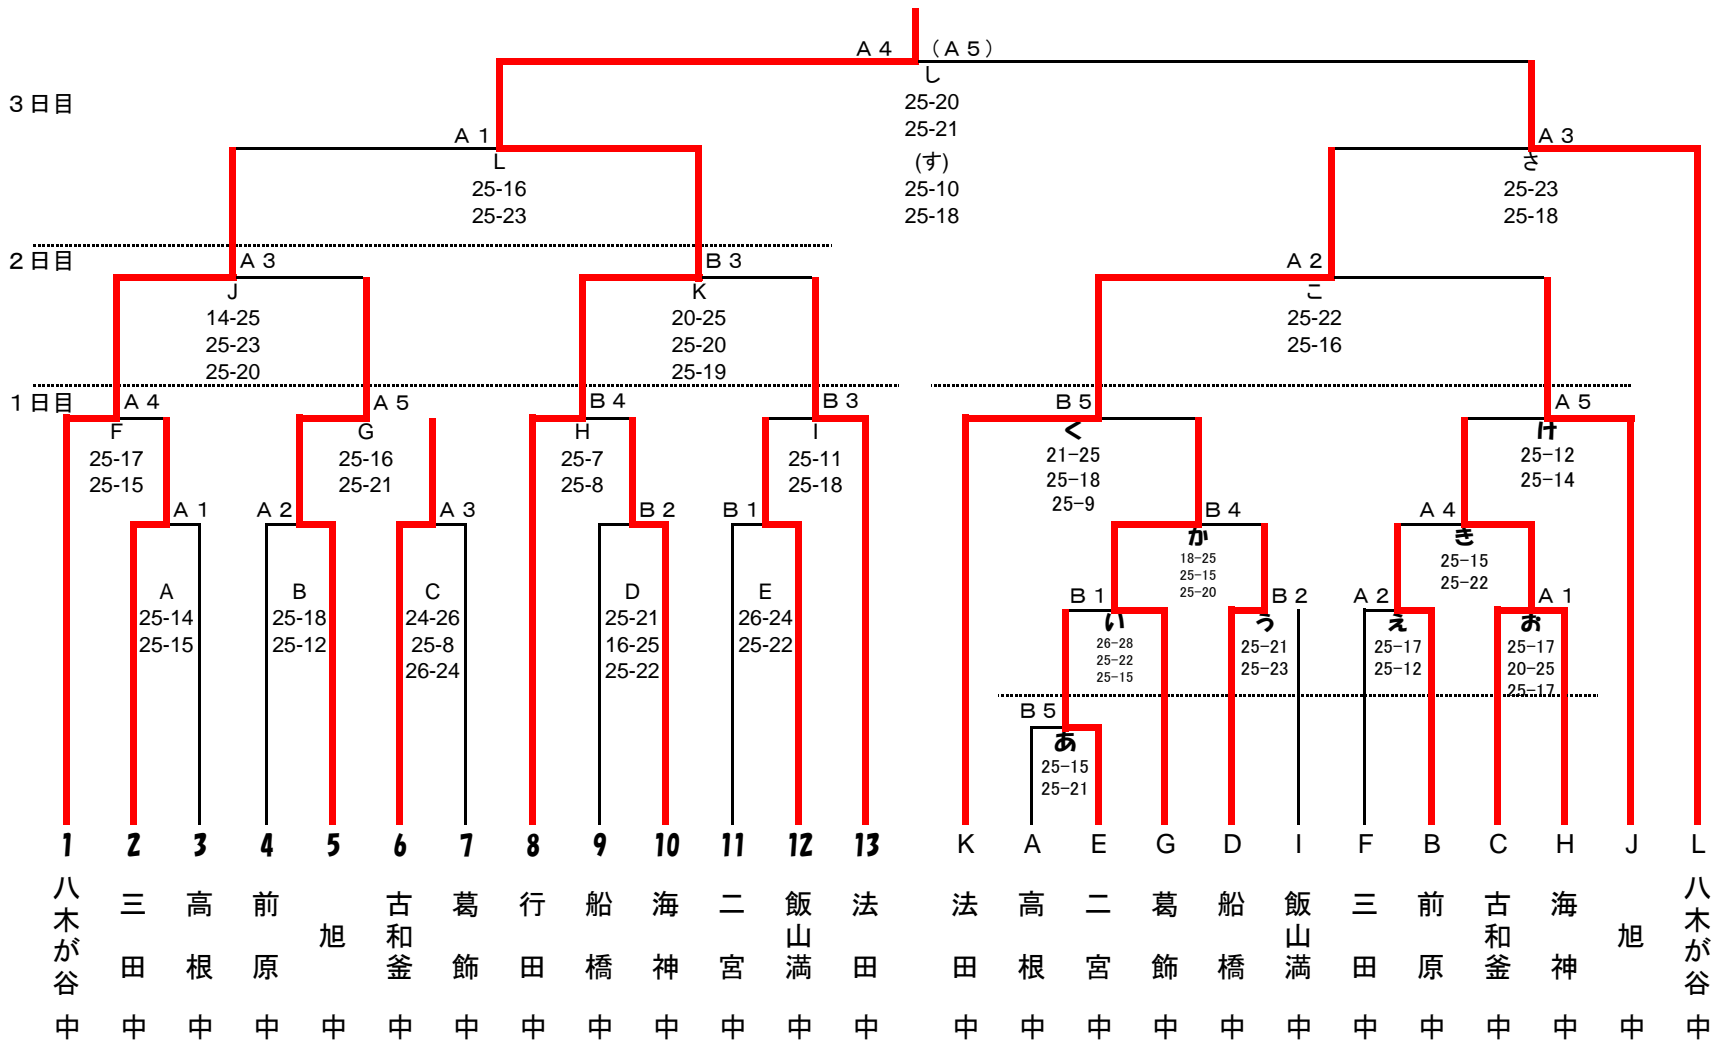 A4 (A5)
し
25-20
25-21
(す)
25-10
25-18
3日目
A1
L
25-16
25-23
A3
さ
25-23
25-18
2日目
A3
J
14-25
25-23
25-20
B3
K
20-25
25-20
25-19
A2
こ
25-22
25-16
1日目
A4
F
25-17
25-15
A5
G
25-16
25-21
B4
H
25-7
25-8
B3
I
25-11
25-18
B5
く
21-25
25-18
25-9
A5
け
25-12
25-14
A1
A
25-14
25-15
A2
B
25-18
25-12
A3
C
24-26
25-8
26-24
B2
D
25-21
16-25
25-22
B1
E
26-24
25-22
B4
か
18-25
25-15
25-20
A4
き
25-15
25-22
B1
い
26-28
25-22
25-15
B2
う
25-21
25-23
A2
え
25-17
25-12
A1
お
25-17
20-25
25-17
B5
あ
25-15
25-21
1 2 3 4 5 6 7 8 9 10 11 12 13 K A E G D I F B C H J L
八木が谷中
三田中
高根中
前原中
旭中
古和釜中
葛飾中
行田中
船橋中
海神中
二宮中
飯山満中
法田中
法田中
高根中
二宮中
葛飾中
船橋中
飯山満中
三田中
前原中
古和釜中
海神中
旭中
八木が谷中